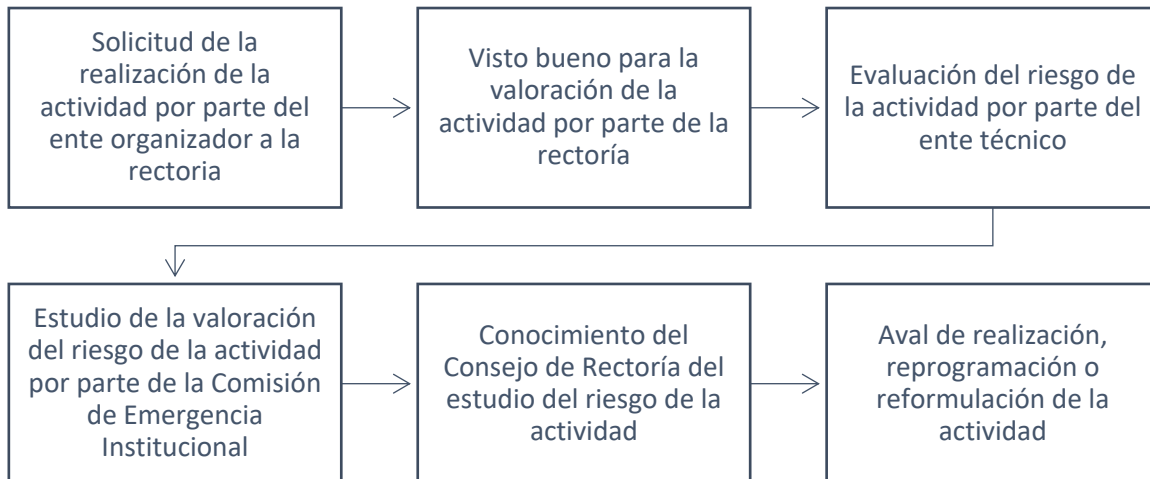 Solicitud de la
realización de la
actividad por parte del
ente organizador a la
rectoria
Visto bueno para la
valoración de la
actividad por parte de la
rectoría
Evaluación del riesgo de
la actividad por parte del
ente técnico
Estudio de la valoración
del riesgo de la actividad
por parte de la Comisión
de Emergencia
Institucional
Conocimiento del
Consejo de Rectoría del
estudio del riesgo de la
actividad
Aval de realización,
reprogramación o
reformulación de la
actividad